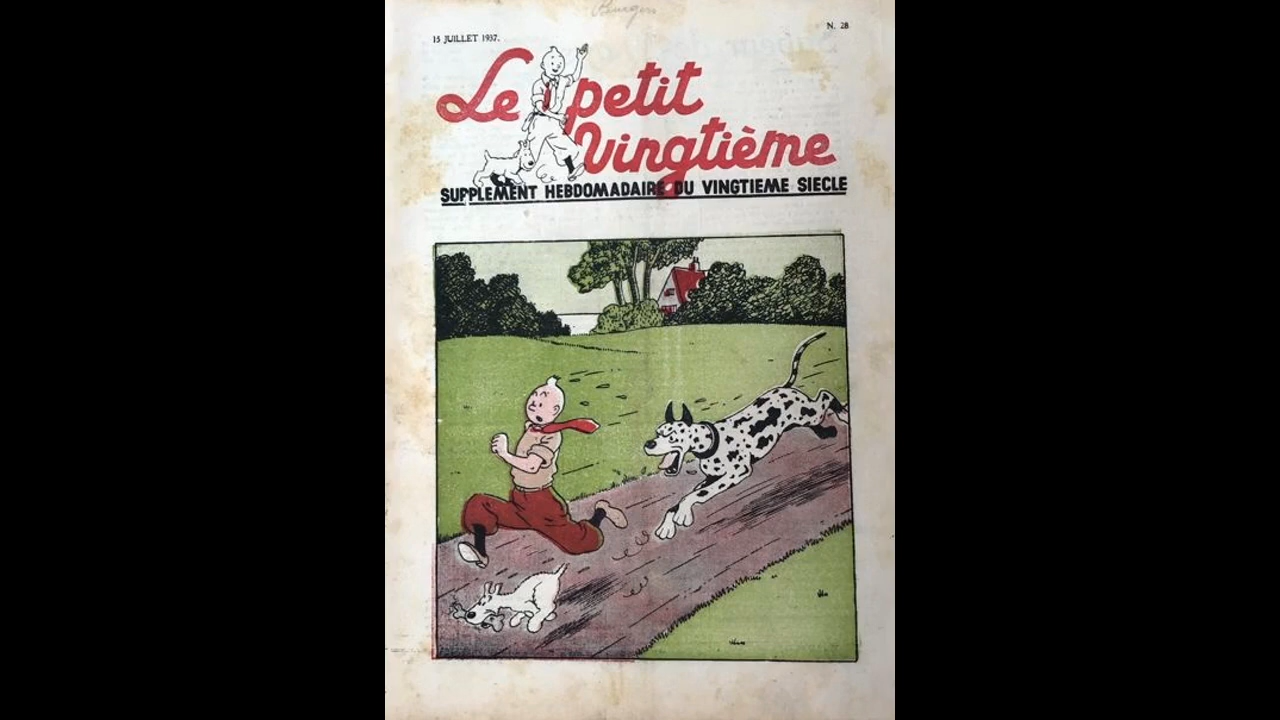 15 JUILLET 1937.
N. 28
Le petit
Vingtième
SUPPLEMENT HEBDOMADAIRE DU VINGTIEME SIECLE